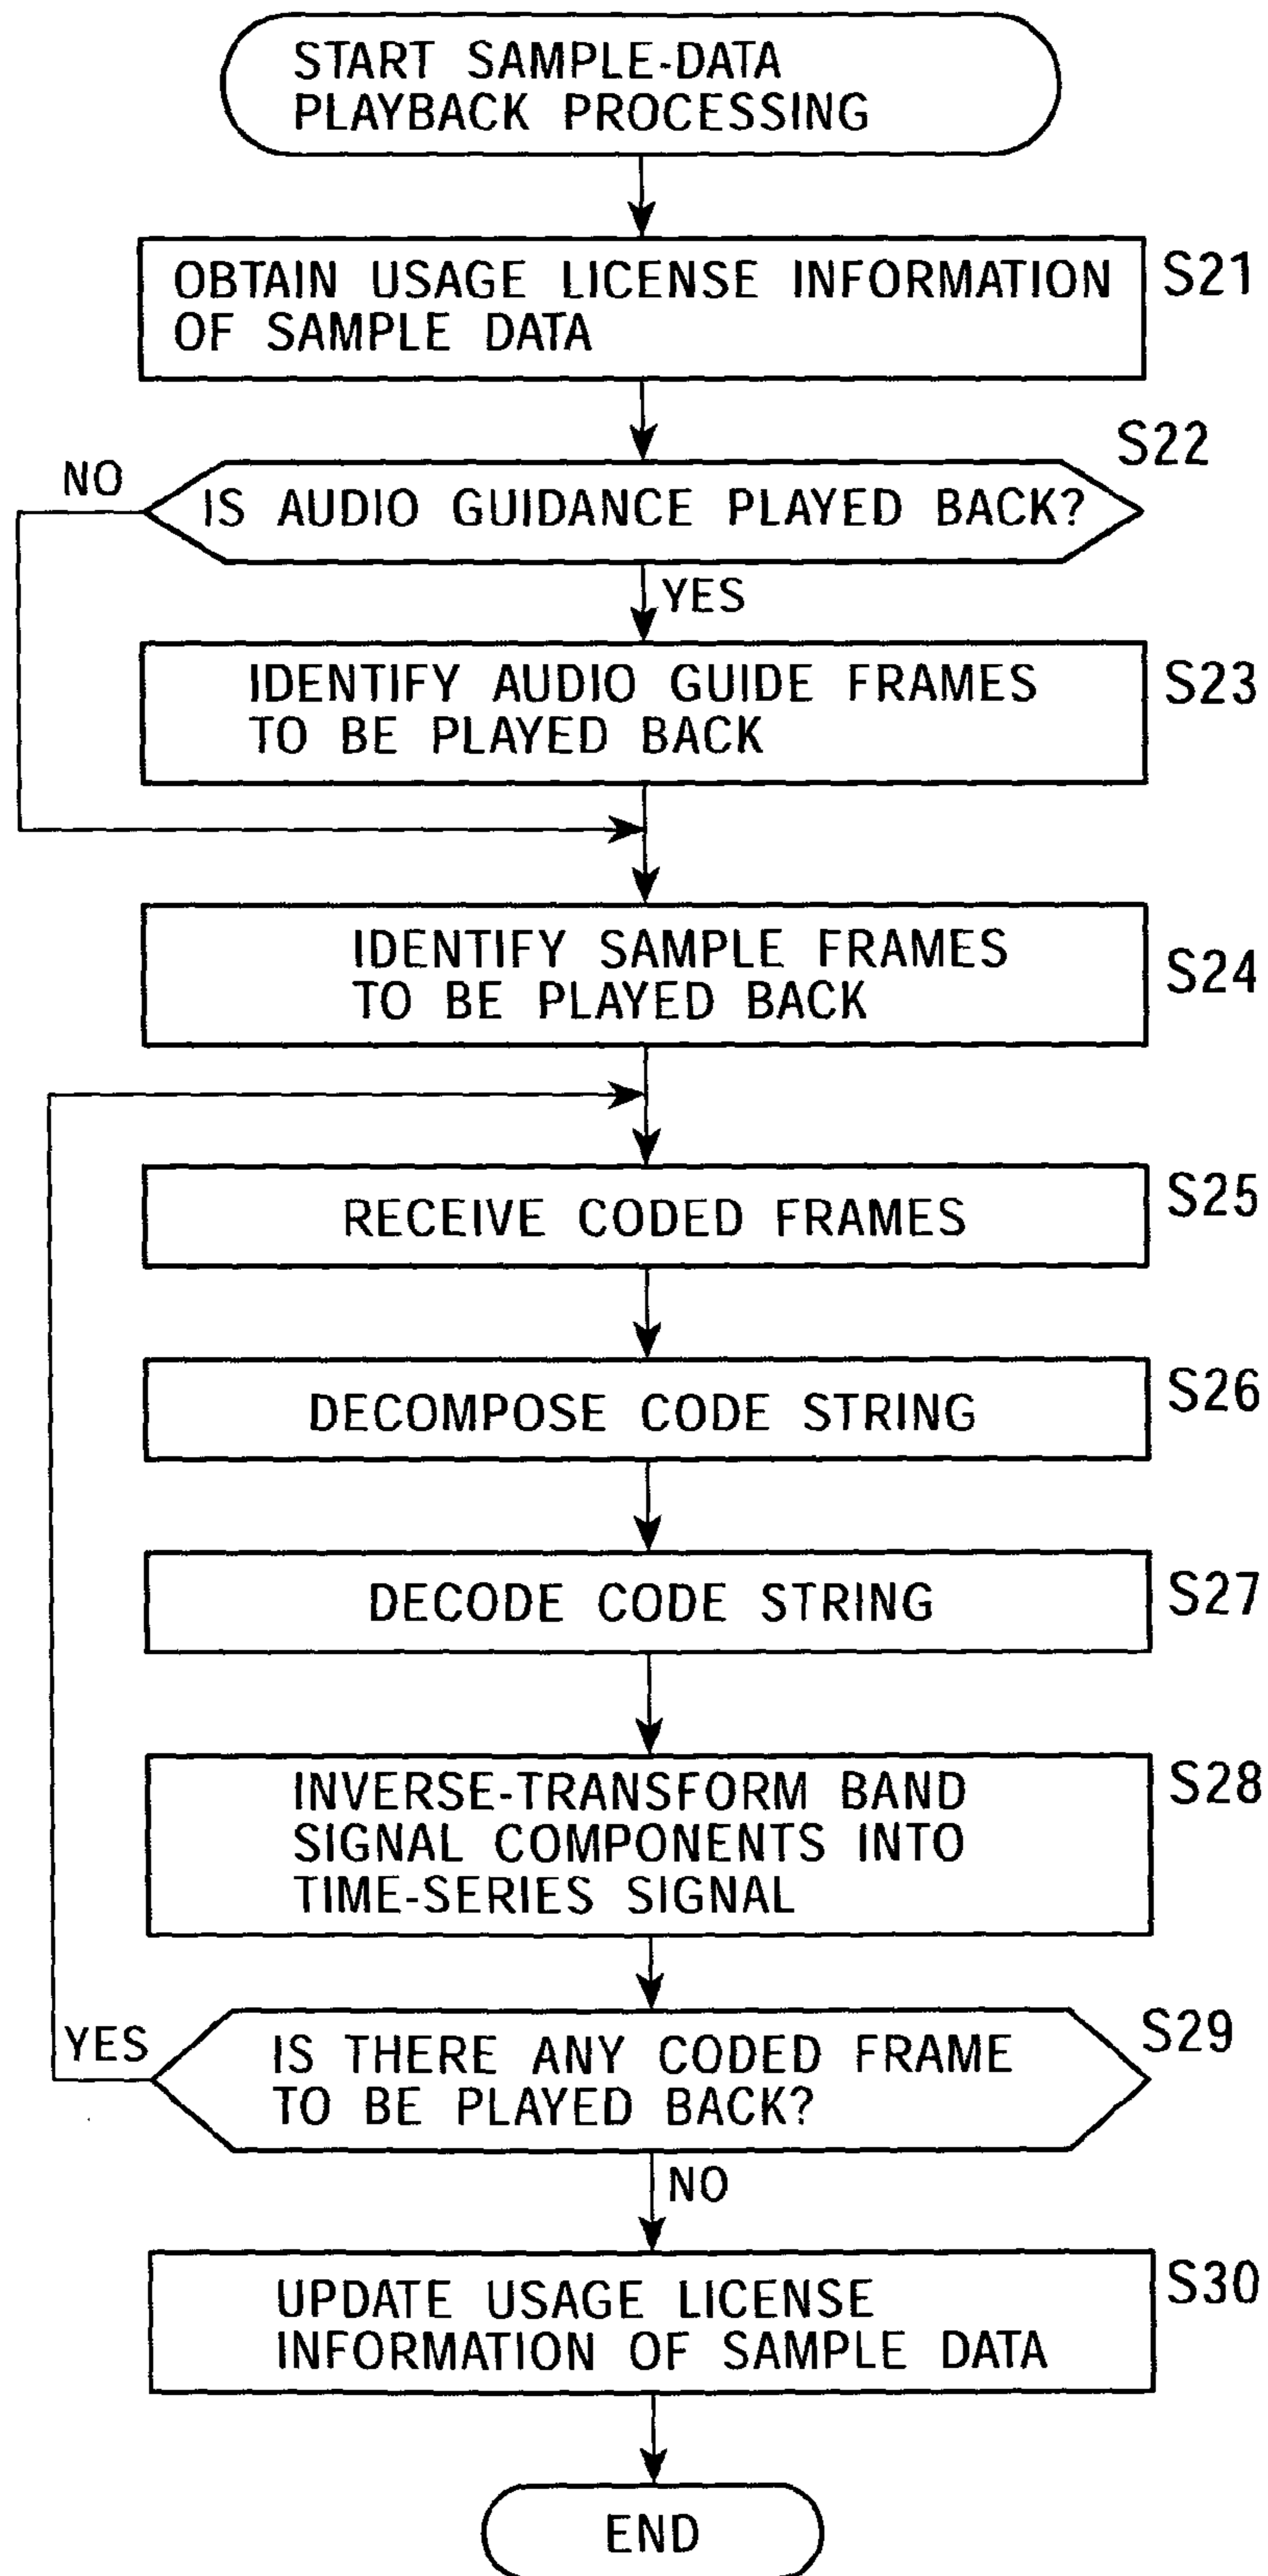 START SAMPLE-DATA
PLAYBACK PROCESSING
OBTAIN USAGE LICENSE INFORMATION
OF SAMPLE DATA
S21
S22
NO
IS AUDIO GUIDANCE PLAYED BACK?
YES
IDENTIFY AUDIO GUIDE FRAMES
TO BE PLAYED BACK
S23
IDENTIFY SAMPLE FRAMES
TO BE PLAYED BACK
S24
RECEIVE CODED FRAMES
S25
DECOMPOSE CODE STRING
S26
DECODE CODE STRING
S27
INVERSE-TRANSFORM BAND
SIGNAL COMPONENTS INTO
TIME-SERIES SIGNAL
S28
YES
IS THERE ANY CODED FRAME
TO BE PLAYED BACK?
S29
NO
UPDATE USAGE LICENSE
INFORMATION OF SAMPLE DATA
S30
END